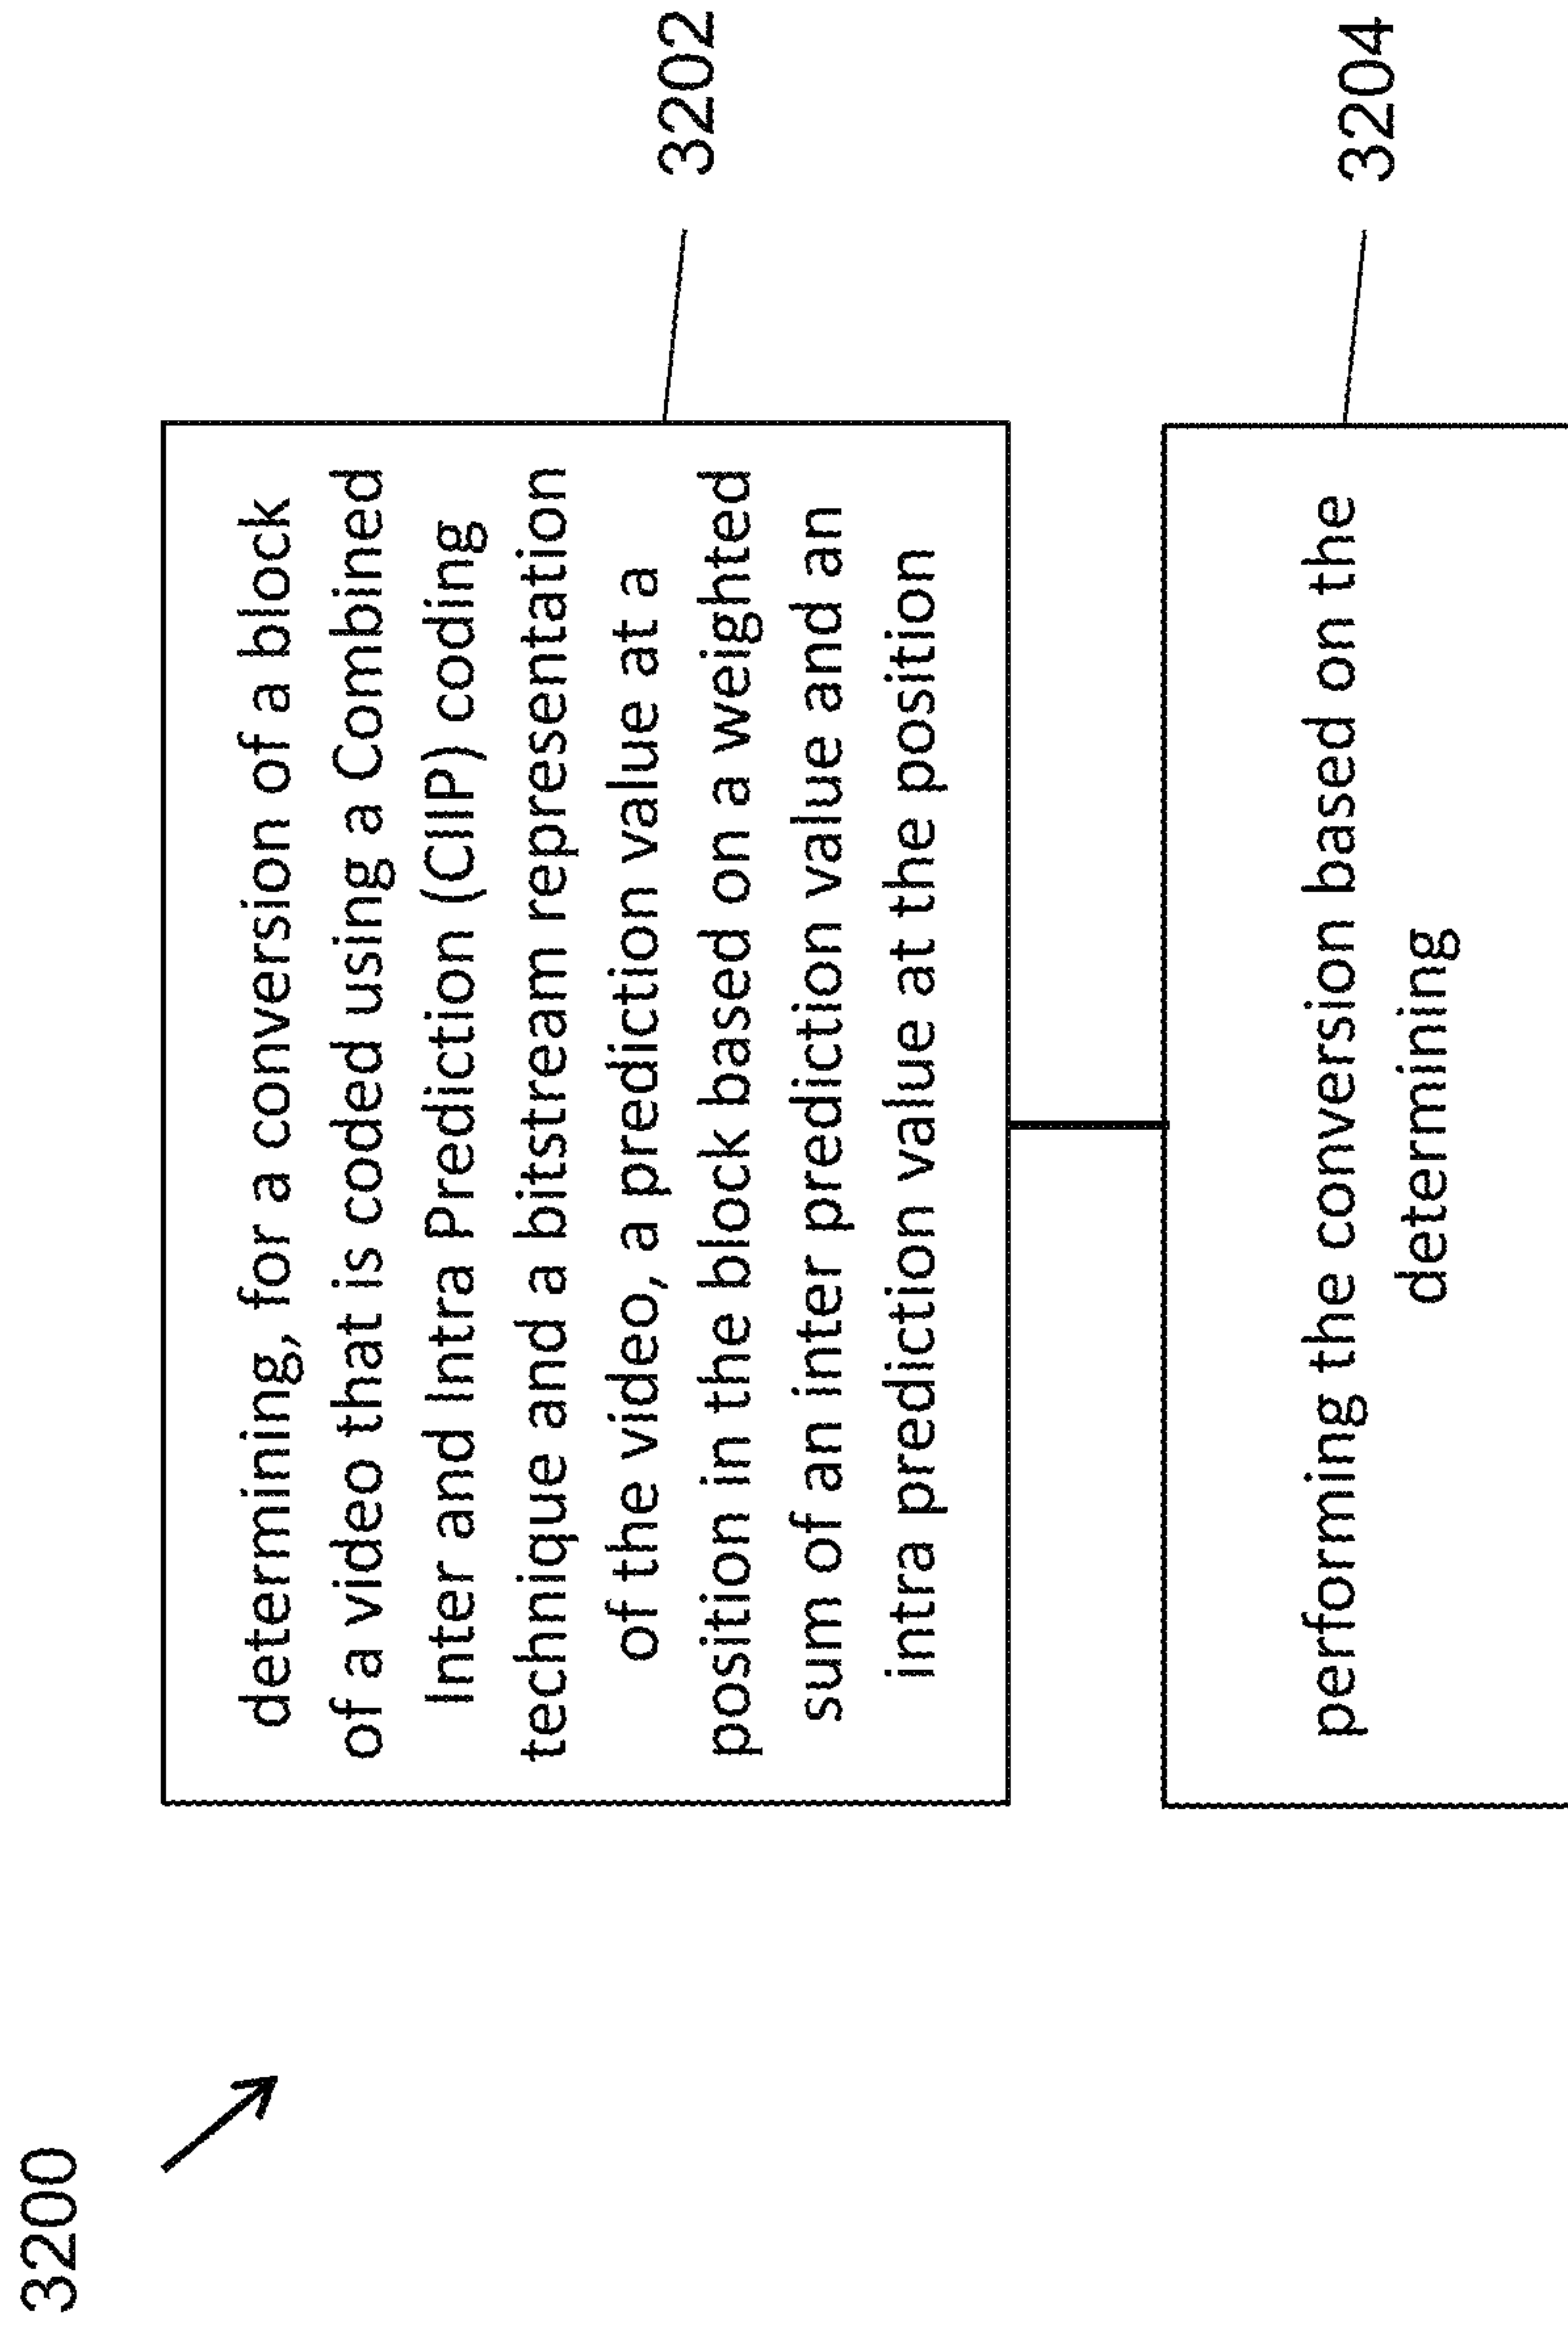 3200
determining, for a conversion of a block
of a video that is coded using a Combined
Inter and Intra Prediction (CIIP) coding
technique and a bitstream representation
of the video, a prediction value at a
position in the block based on a weighted
sum of an inter prediction value and an
intra prediction value at the position
3202
performing the conversion based on the
determining
3204